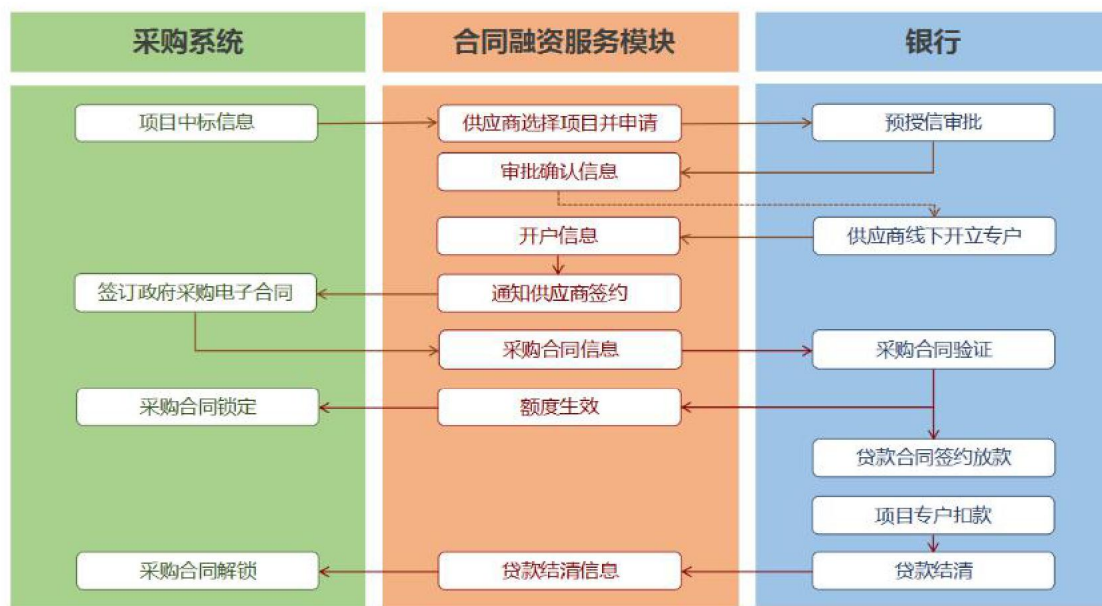 采购系统
合同融资服务模块
银行
项目中标信息
供应商选择项目并申请
预授信审批
审批确认信息
开户信息
供应商线下开立专户
签订政府采购电子合同
通知供应商签约
采购合同信息
采购合同验证
采购合同锁定
额度生效
贷款合同签约放款
项目专户扣款
采购合同解锁
贷款结清信息
贷款结清